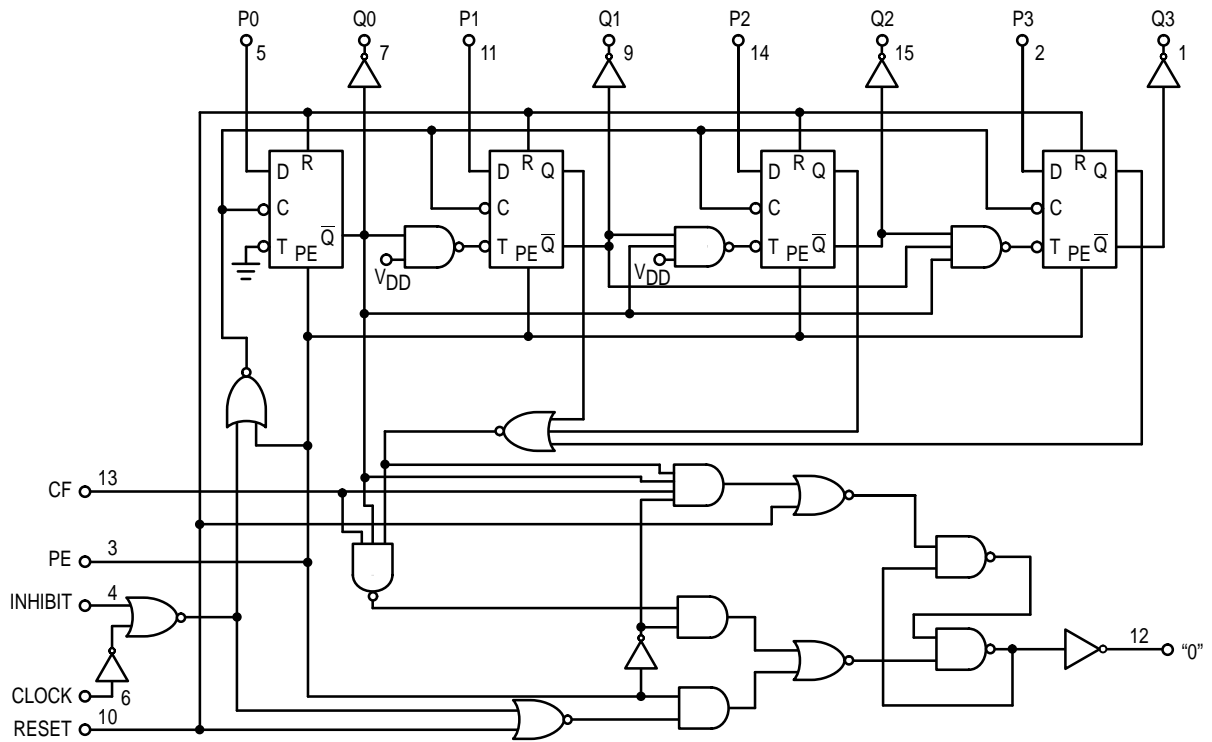 P0 Q0 P1 Q1 P2 Q2 P3 Q3
5 7 11 9 14 15 2 1
R R R R
D D Q D Q D Q
C C C C
T PE Q̅ T PE Q̅ T PE Q̅ T PE Q̅
VDD VDD
CF 13
PE 3
INHIBIT 4
12 “0”
CLOCK 6
RESET 10